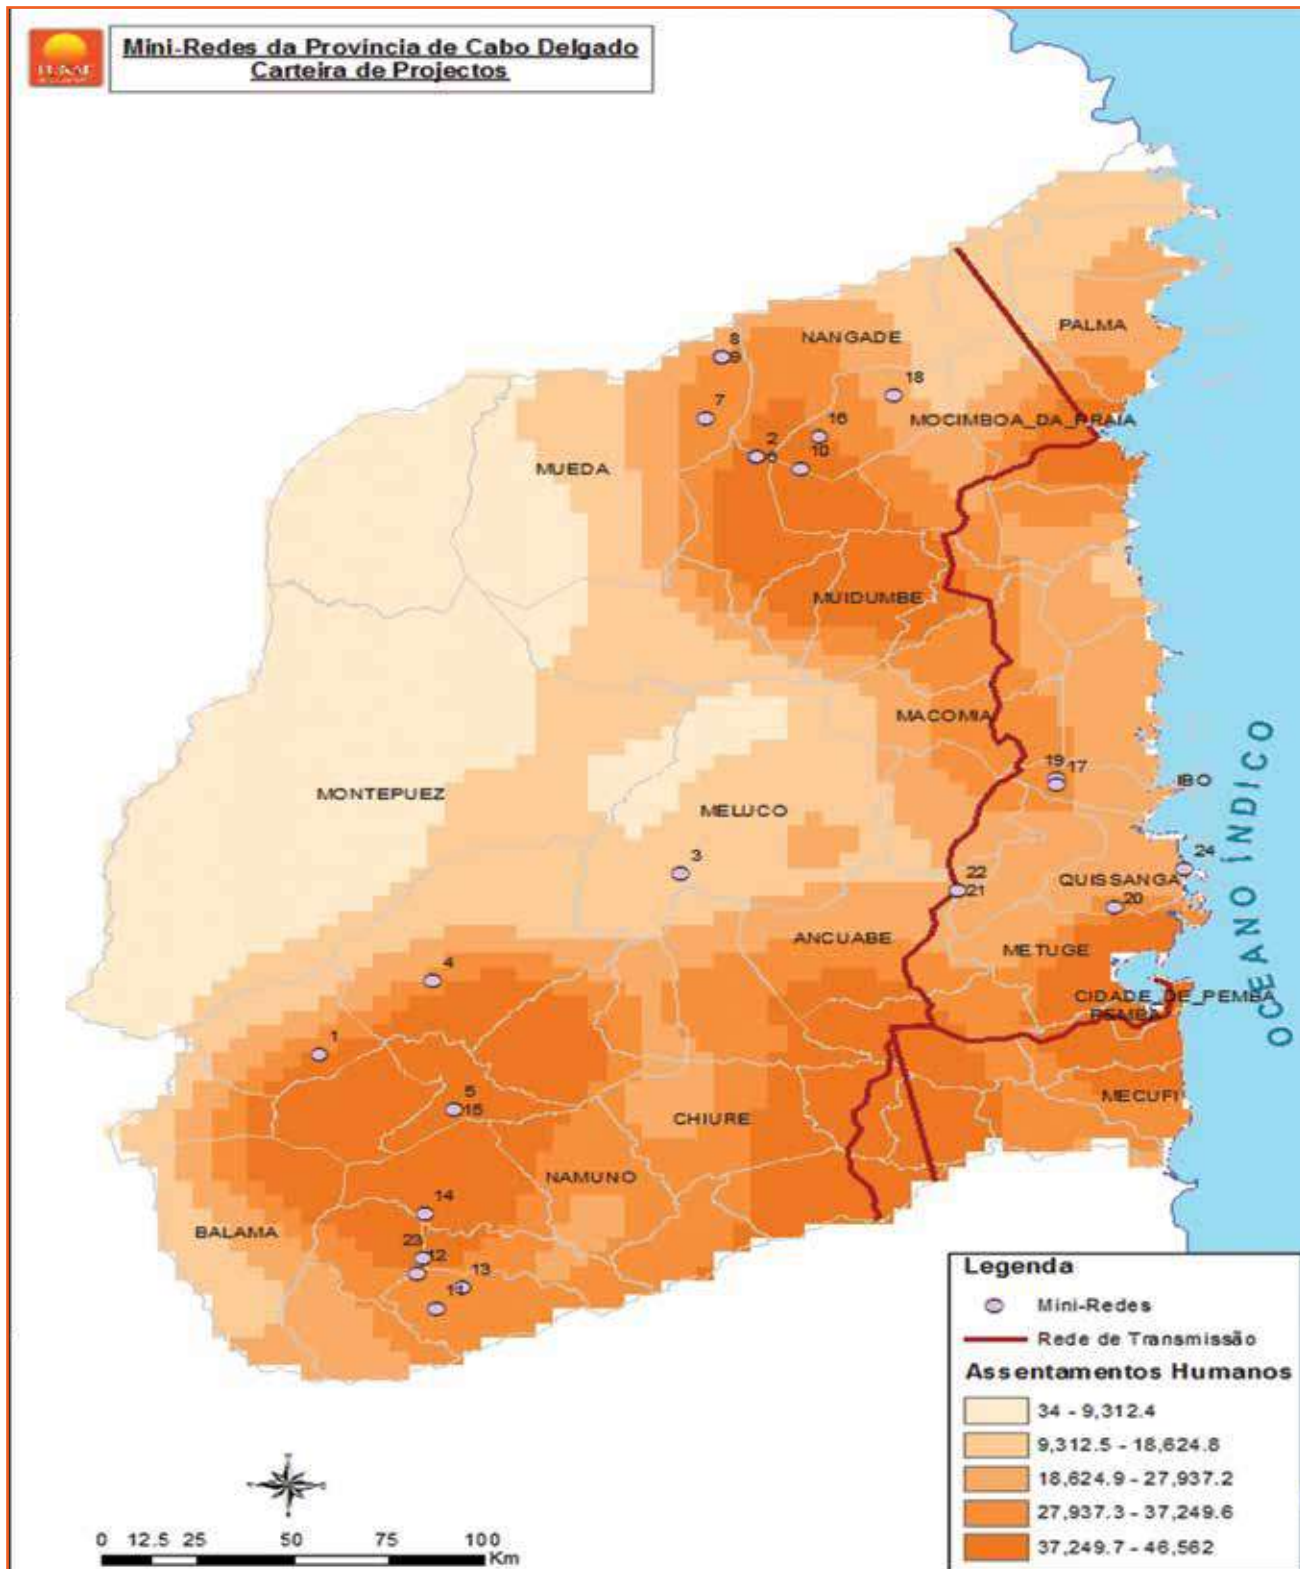 Mini-Redes da Província de Cabo Delgado
Carteira de Projectos
PALMA
NANGADE
8
9
18
7
MOCIMBOA_DA_PRAIA
16
2
6
10
MUEDA
MUIDUMBE
MACOMIA
19
17
IBO
MONTEPUEZ
MELUCO
3
24
22
21
QUISSANGA
20
ANCUABE
METUGE
4
CIDADE_DE_PEMBA
PEMBA
1
5
15
CHIURE
MECUFI
NAMUNO
14
BALAMA
23
12
13
11
OCEANO ÍNDICO
Legenda
Mini-Redes
Rede de Transmissão
Assentamentos Humanos
34 - 9,312.4
9,312.5 - 18,624.8
18,624.9 - 27,937.2
27,937.3 - 37,249.6
37,249.7 - 46,562
0 12.5 25 50 75 100
Km